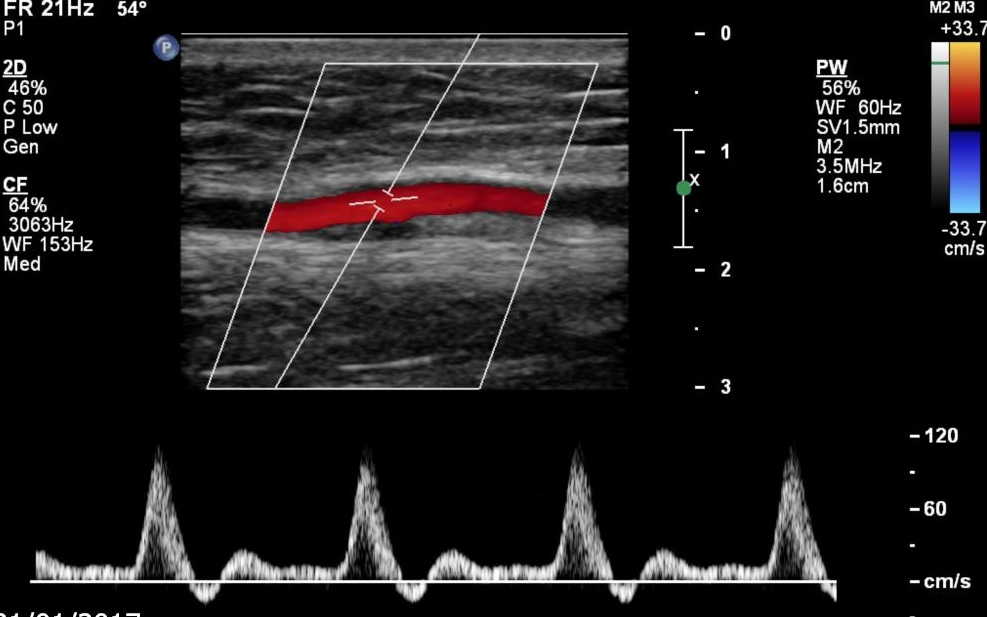 FR 21Hz 54°
P1
2D
46%
C 50
P Low
Gen
CF
64%
3063Hz
WF 153Hz
Med
P
0
1
X
2
3
PW
56%
WF 60Hz
SV1.5mm
M2
3.5MHz
1.6cm
M2 M3
+33.7
-33.7
cm/s
120
60
cm/s